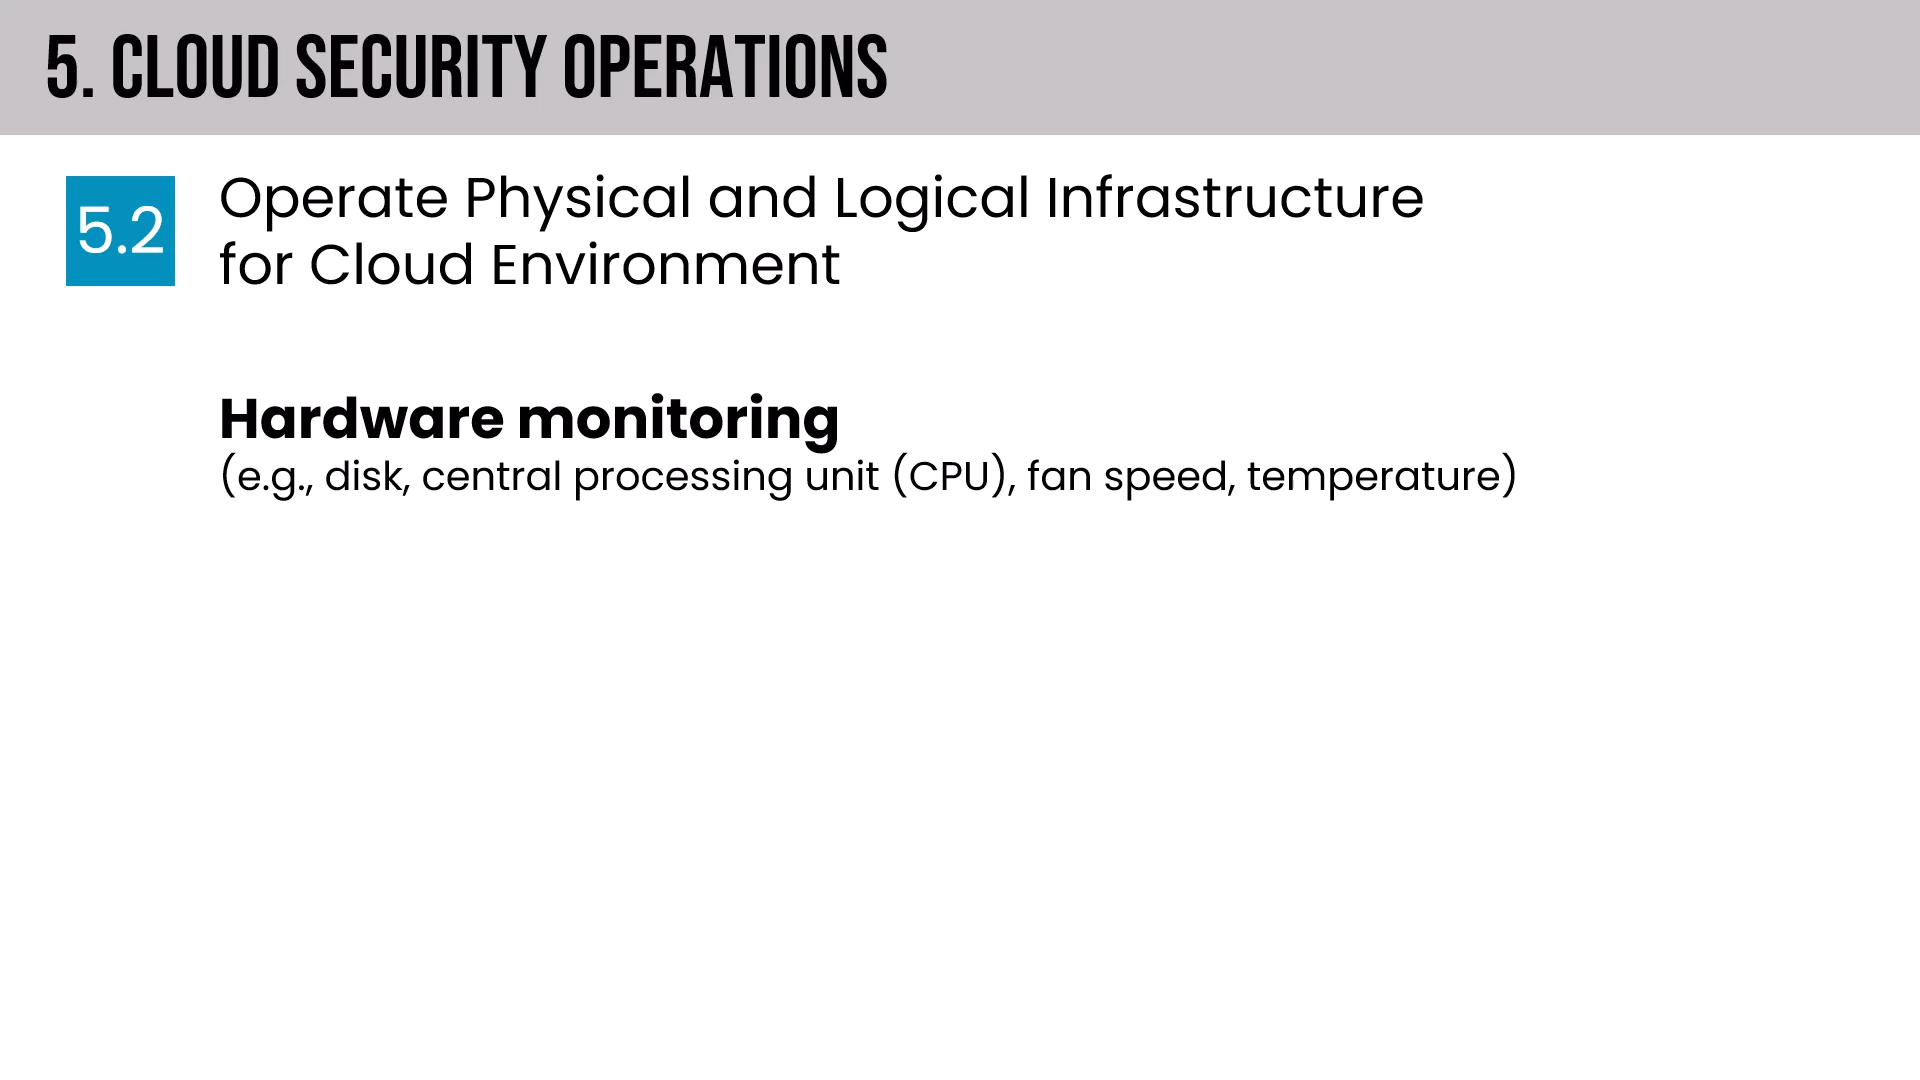 5. CLOUD SECURITY OPERATIONS
5.2
Operate Physical and Logical Infrastructure
for Cloud Environment
Hardware monitoring
(e.g., disk, central processing unit (CPU), fan speed, temperature)